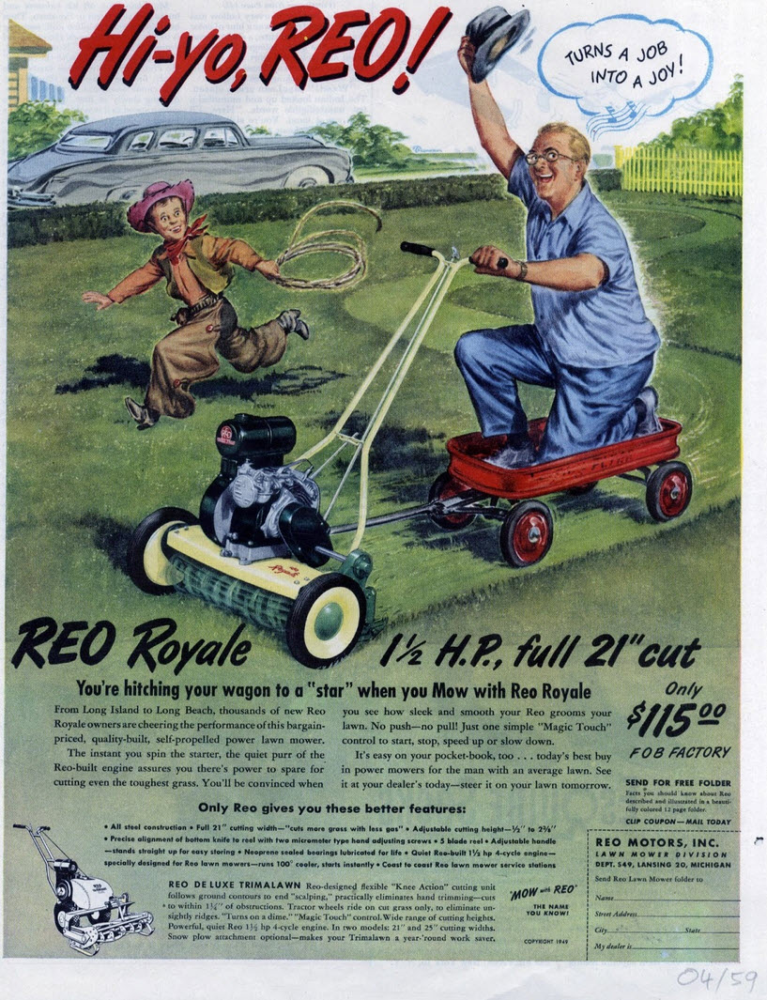 Hi-yo, REO!
TURNS A JOB
INTO A JOY!
REO Royale
1½ H.P., full 21" cut
You're hitching your wagon to a "star" when you Mow with Reo Royale
From Long Island to Long Beach, thousands of new Reo
Royale owners are cheering the performance of this bargain-
priced, quality-built, self-propelled power lawn mower.
The instant you spin the starter, the quiet purr of the
Reo-built engine assures you there's power to spare for
cutting even the toughest grass. You'll be convinced when
you see how sleek and smooth your Reo grooms your
lawn. No push—no pull! Just one simple "Magic Touch"
control to start, stop, speed up or slow down.
It's easy on your pocket-book, too . . . today's best buy
in power mowers for the man with an average lawn. See
it at your dealer's today—steer it on your lawn tomorrow.
Only
$115.00
FOB FACTORY
SEND FOR FREE FOLDER
Facts you should know about Reo
described and illustrated in a beauti-
fully colored 12 page folder.
CLIP COUPON—MAIL TODAY
Only Reo gives you these better features:
• All steel construction • Full 21" cutting width—"cuts more grass with less gas" • Adjustable cutting height—½" to 2⅜"
• Precise alignment of bottom knife to reel with two micrometer type hand adjusting screws • 5 blade reel • Adjustable handle
—stands straight up for easy storing • Neoprene sealed bearings lubricated for life • Quiet Reo-built 1½ hp 4-cycle engine—
specially designed for Reo lawn mowers—runs 100° cooler, starts instantly • Coast to coast Reo lawn mower service stations
REO DE LUXE TRIMALAWN Reo-designed flexible "Knee Action" cutting unit
follows ground contours to end "scalping," practically eliminates hand trimming—cuts
to within 1¼" of obstructions. Tractor wheels ride on cut grass only, to eliminate un-
sightly ridges. "Turns on a dime." "Magic Touch" control. Wide range of cutting heights.
Powerful, quiet Reo 1½ hp 4-cycle engine. In two models: 21" and 25" cutting widths.
Snow plow attachment optional—makes your Trimalawn a year-'round work saver.
"MOW with REO"
THE NAME
YOU KNOW!
COPYRIGHT 1949
REO MOTORS, INC.
LAWN MOWER DIVISION
DEPT. 549, LANSING 20, MICHIGAN
Send Reo Lawn Mower folder to
Name
Street Address
City State
My dealer is
04/59